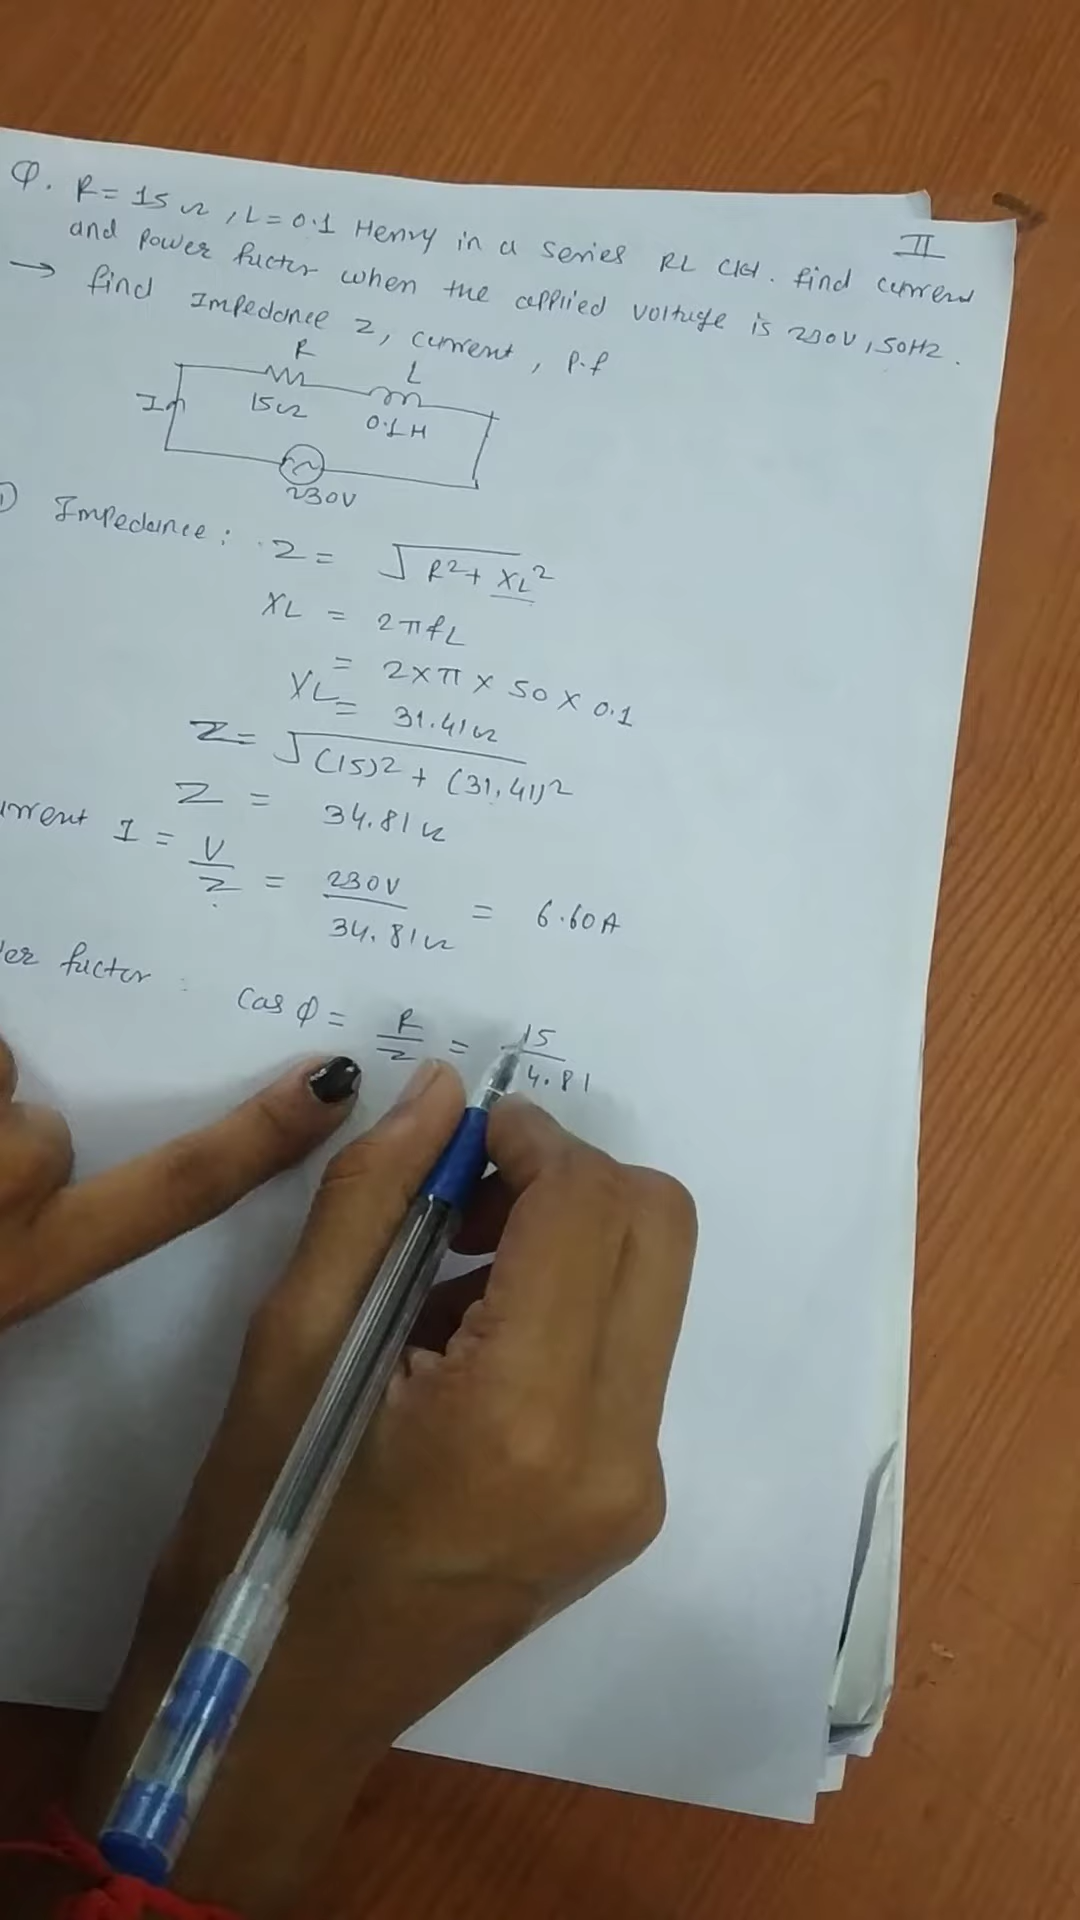 II
Q. R = 15 Ω, L = 0.1 Henry in a series RL ckt. find current
and power factor when the applied voltage is 230V, 50Hz.
→ find Impedance Z, current, P.f
R
L
I
15Ω
0.1H
230V
Impedance : Z = √R² + XL²
XL = 2πfL
= 2 × π × 50 × 0.1
XL = 31.41Ω
Z = √(15)² + (31.41)²
Z = 34.81Ω
urrent I = V/Z = 230V/34.81Ω = 6.60A
er factor : Cos φ = R/Z = 15/4.81